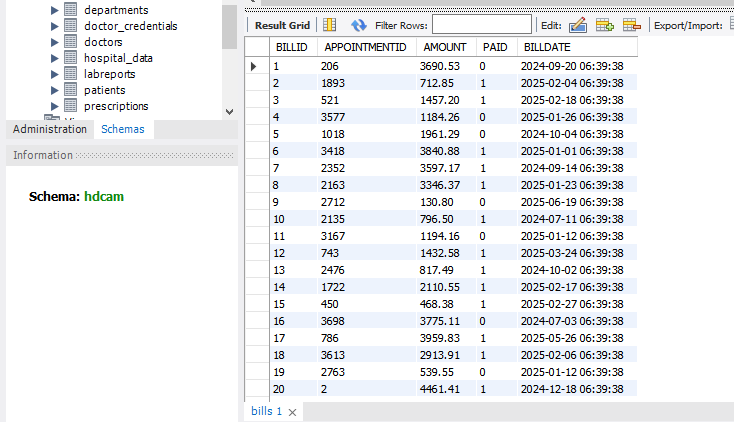 departments
doctor_credentials
doctors
hospital_data
labreports
patients
prescriptions
Administration Schemas
Information
Schema: hdcam
Result Grid Filter Rows: Edit: Export/Import:
BILLID APPOINTMENTID AMOUNT PAID BILLDATE
1 206 3690.53 0 2024-09-20 06:39:38
2 1893 712.85 1 2025-02-04 06:39:38
3 521 1457.20 1 2025-02-18 06:39:38
4 3577 1184.26 0 2025-01-26 06:39:38
5 1018 1961.29 0 2024-10-04 06:39:38
6 3418 3840.88 1 2025-01-01 06:39:38
7 2352 3597.17 1 2024-09-14 06:39:38
8 2163 3346.37 1 2025-01-23 06:39:38
9 2712 130.80 0 2025-06-19 06:39:38
10 2135 796.50 1 2024-07-11 06:39:38
11 3167 1194.16 0 2025-01-12 06:39:38
12 743 1432.58 1 2025-03-24 06:39:38
13 2476 817.49 1 2024-10-02 06:39:38
14 1722 2110.55 1 2025-02-17 06:39:38
15 450 468.38 1 2025-02-27 06:39:38
16 3698 3775.11 0 2024-07-03 06:39:38
17 786 3959.83 1 2025-05-26 06:39:38
18 3613 2913.91 1 2025-02-06 06:39:38
19 2763 539.55 0 2025-01-12 06:39:38
20 2 4461.41 1 2024-12-18 06:39:38
bills 1